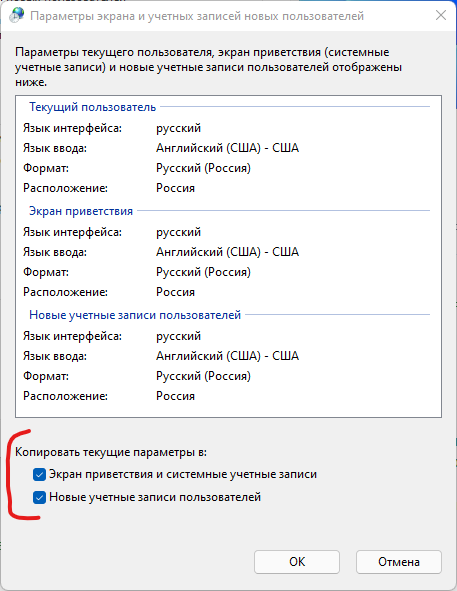 Параметры экрана и учетных записей новых пользователей
Параметры текущего пользователя, экран приветствия (системные
учетные записи) и новые учетные записи пользователей отображены
ниже.
Текущий пользователь
Язык интерфейса: русский
Язык ввода: Английский (США) - США
Формат: Русский (Россия)
Расположение: Россия
Экран приветствия
Язык интерфейса: русский
Язык ввода: Английский (США) - США
Формат: Русский (Россия)
Расположение: Россия
Новые учетные записи пользователей
Язык интерфейса: русский
Язык ввода: Английский (США) - США
Формат: Русский (Россия)
Расположение: Россия
Копировать текущие параметры в:
Экран приветствия и системные учетные записи
Новые учетные записи пользователей
ОК Отмена